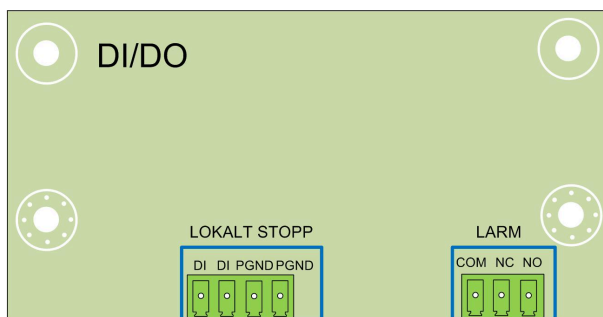 DI/DO
LOKALT STOPP
LARM
DI DI PGND PGND
COM NC NO